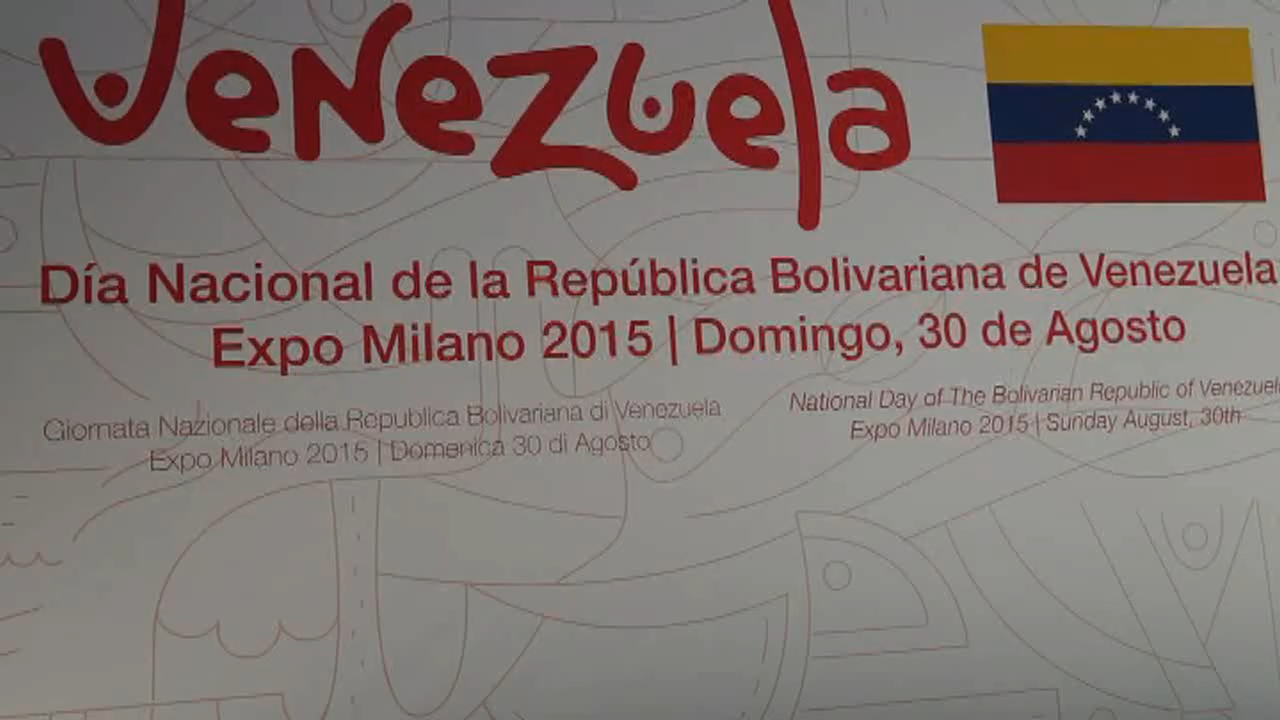 Venezuela
Día Nacional de la República Bolivariana de Venezuela
Expo Milano 2015 | Domingo, 30 de Agosto
Giornata Nazionale della Republica Bolivariana di Venezuela
Expo Milano 2015 | Domenica 30 di Agosto
National Day of The Bolivarian Republic of Venezuel
Expo Milano 2015 | Sunday August, 30th